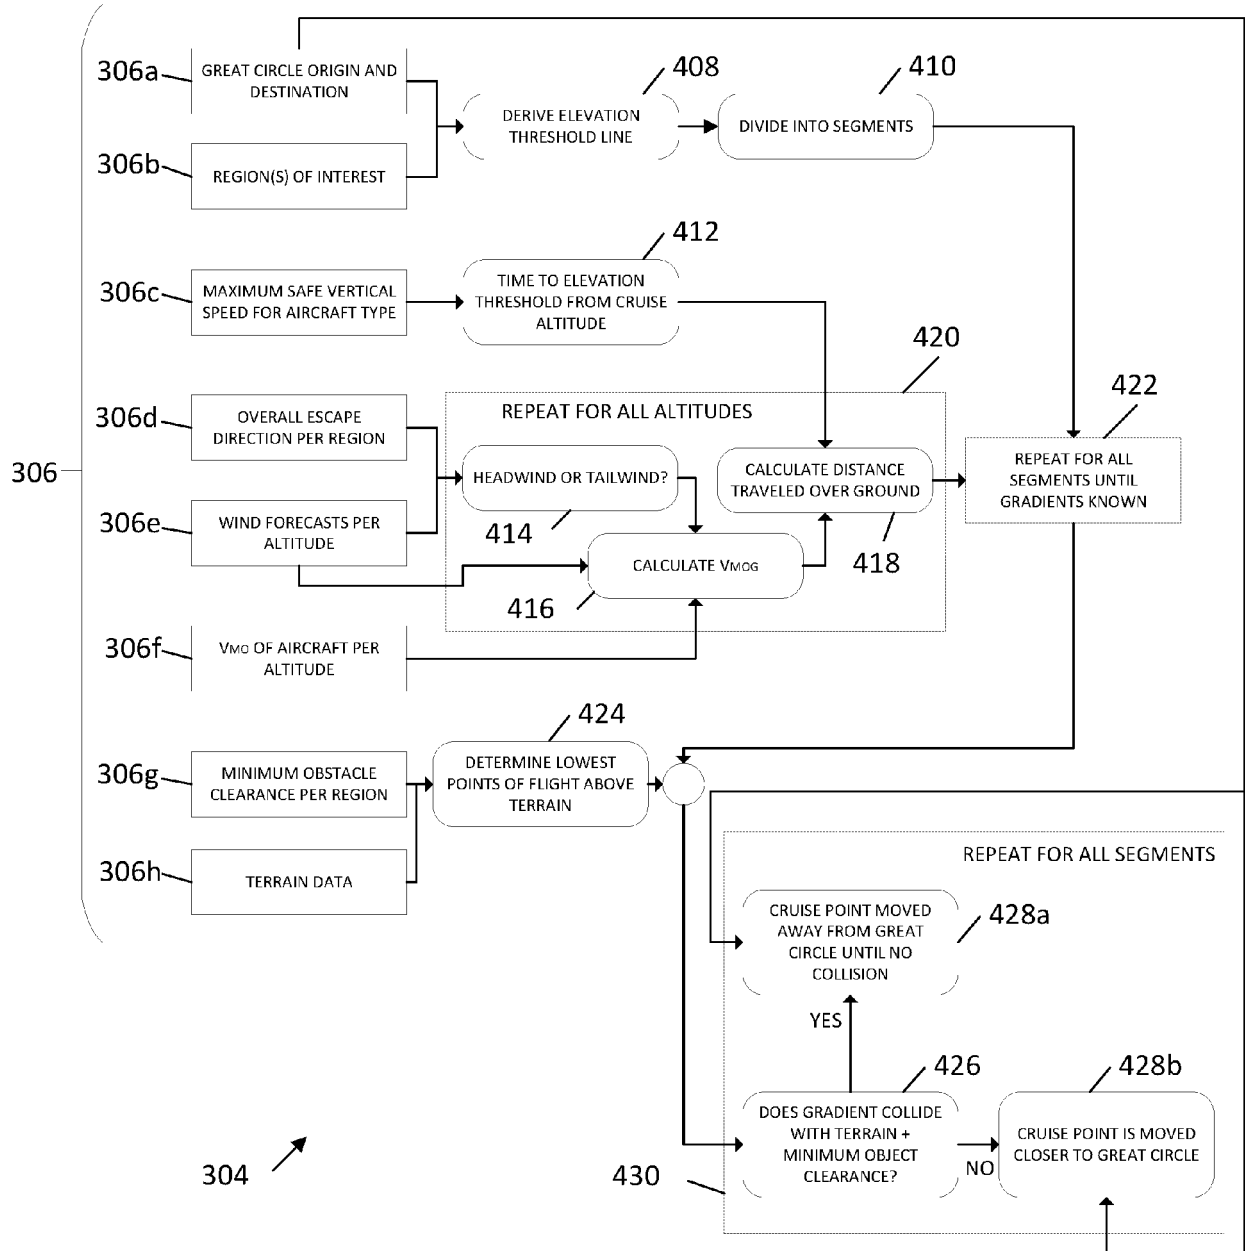 306a
GREAT CIRCLE ORIGIN AND
DESTINATION
408
410
DERIVE ELEVATION
THRESHOLD LINE
DIVIDE INTO SEGMENTS
306b
REGION(S) OF INTEREST
412
306c
MAXIMUM SAFE VERTICAL
SPEED FOR AIRCRAFT TYPE
TIME TO ELEVATION
THRESHOLD FROM CRUISE
ALTITUDE
420
422
306d
OVERALL ESCAPE
DIRECTION PER REGION
REPEAT FOR ALL ALTITUDES
306
HEADWIND OR TAILWIND?
CALCULATE DISTANCE
TRAVELED OVER GROUND
REPEAT FOR ALL
SEGMENTS UNTIL
GRADIENTS KNOWN
306e
WIND FORECASTS PER
ALTITUDE
414
418
CALCULATE VMOG
416
306f
VMO OF AIRCRAFT PER
ALTITUDE
424
306g
MINIMUM OBSTACLE
CLEARANCE PER REGION
DETERMINE LOWEST
POINTS OF FLIGHT ABOVE
TERRAIN
306h
TERRAIN DATA
REPEAT FOR ALL SEGMENTS
CRUISE POINT MOVED
AWAY FROM GREAT
CIRCLE UNTIL NO
COLLISION
428a
YES
426
428b
DOES GRADIENT COLLIDE
WITH TERRAIN +
MINIMUM OBJECT
CLEARANCE?
NO
CRUISE POINT IS MOVED
CLOSER TO GREAT CIRCLE
304
430